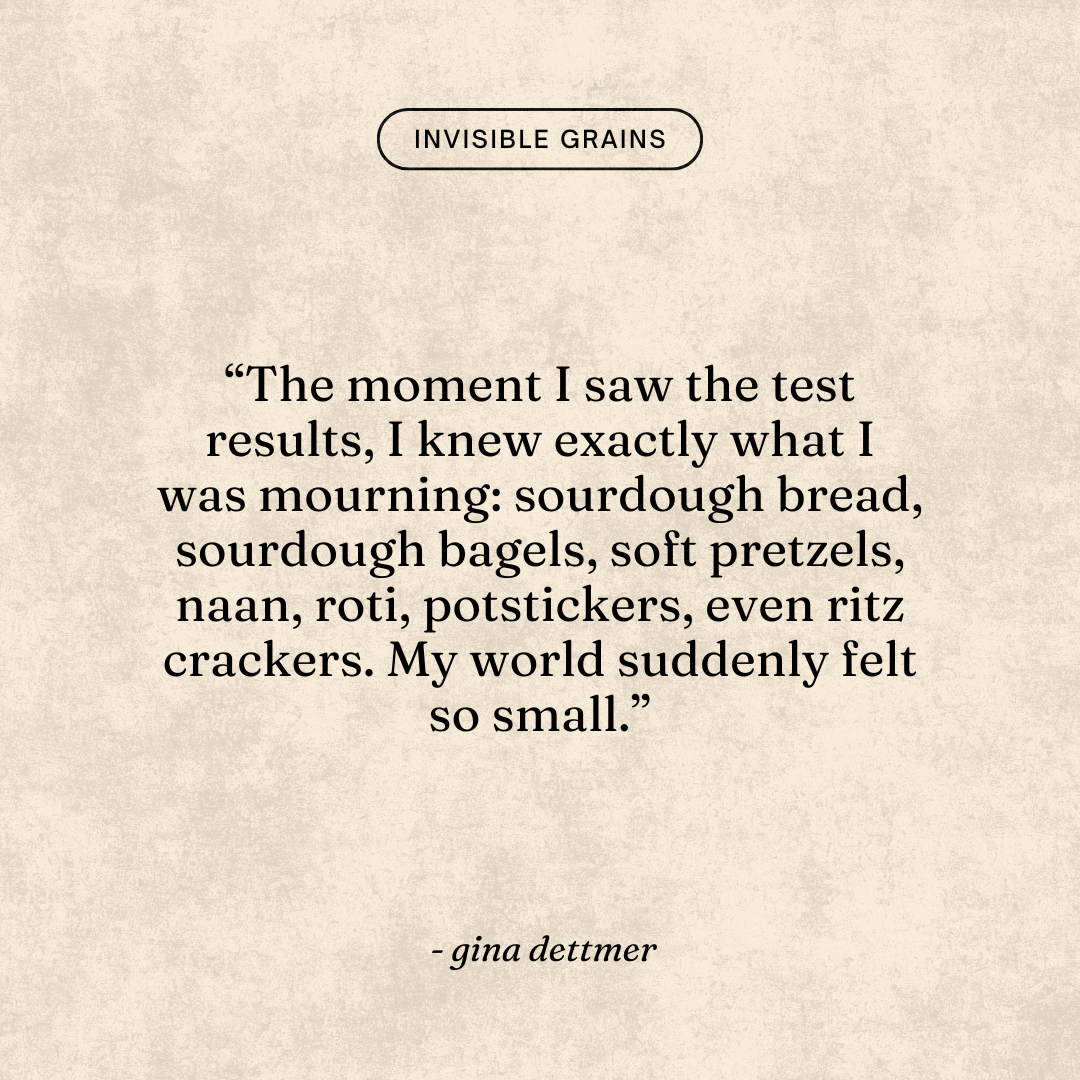 INVISIBLE GRAINS
“The moment I saw the test
results, I knew exactly what I
was mourning: sourdough bread,
sourdough bagels, soft pretzels,
naan, roti, potstickers, even ritz
crackers. My world suddenly felt
so small.”
- gina dettmer